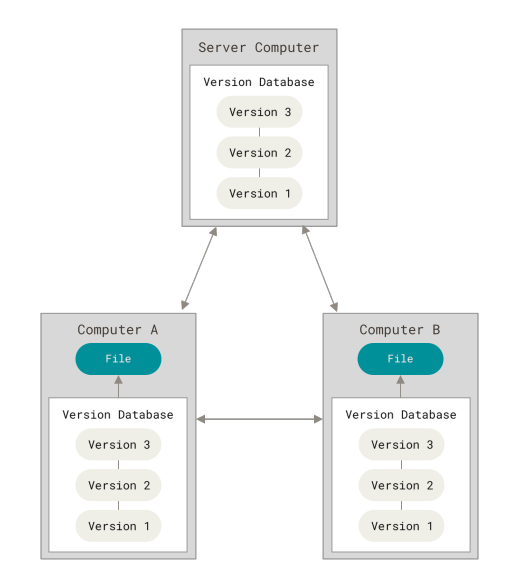 Server Computer
Version Database
Version 3
Version 2
Version 1
Computer A
File
Version Database
Version 3
Version 2
Version 1
Computer B
File
Version Database
Version 3
Version 2
Version 1